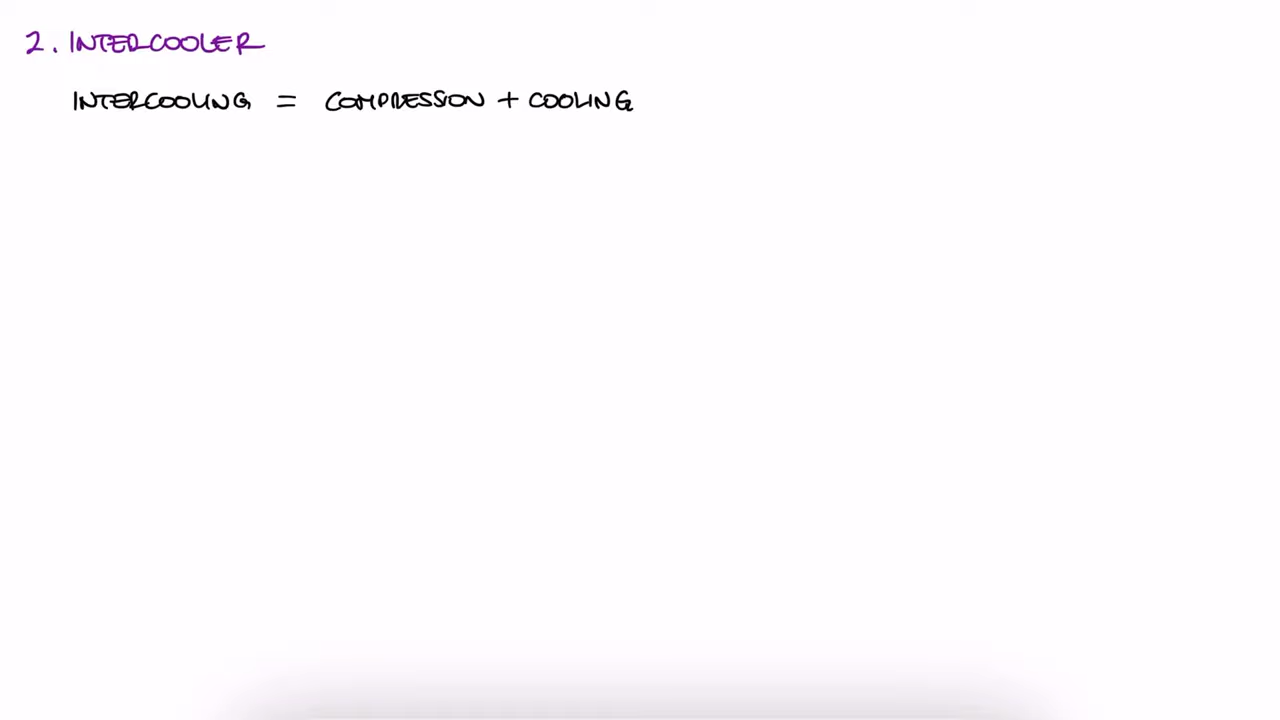 2. INTERCOOLER
INTERCOOLING = COMPRESSION + COOLING